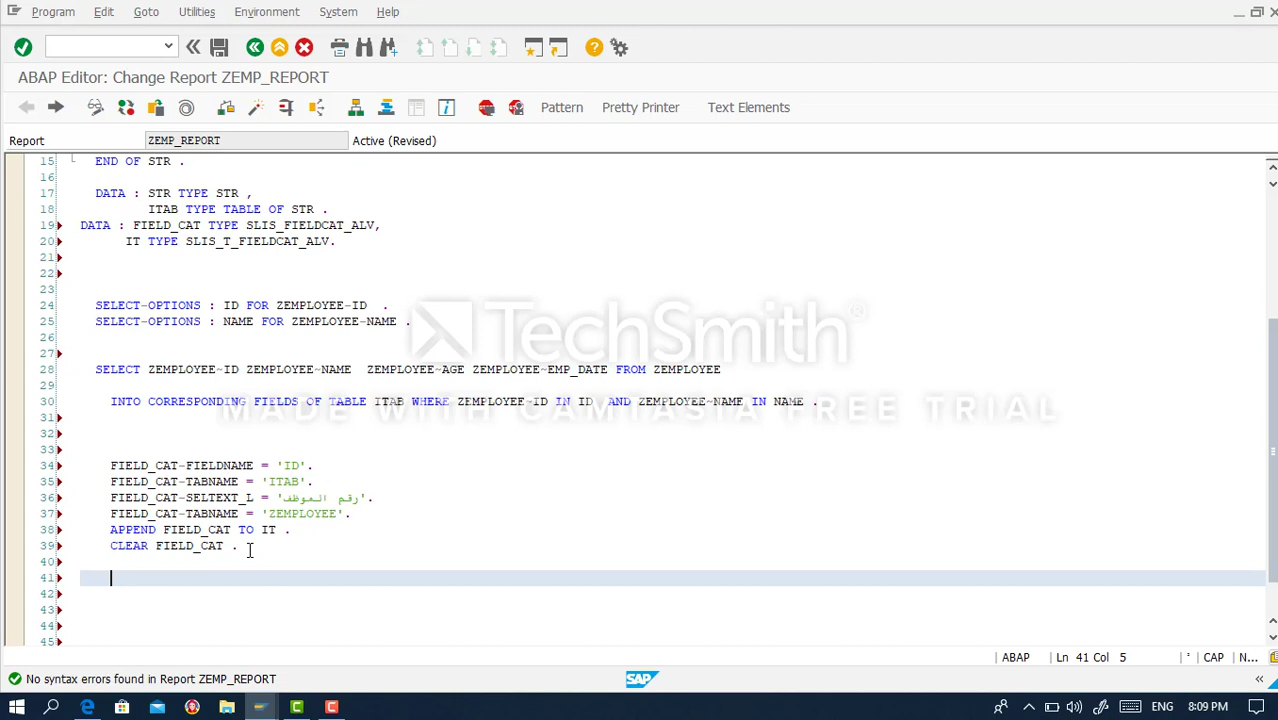 Program Edit Goto Utilities Environment System Help
ABAP Editor: Change Report ZEMP_REPORT
Pattern Pretty Printer Text Elements
Report ZEMP_REPORT Active (Revised)
15 END OF STR .
16
17 DATA : STR TYPE STR ,
18 ITAB TYPE TABLE OF STR .
19 DATA : FIELD_CAT TYPE SLIS_FIELDCAT_ALV,
20 IT TYPE SLIS_T_FIELDCAT_ALV.
21
22
23
24 SELECT-OPTIONS : ID FOR ZEMPLOYEE-ID .
25 SELECT-OPTIONS : NAME FOR ZEMPLOYEE-NAME .
26
27
TechSmith®
28 SELECT ZEMPLOYEE~ID ZEMPLOYEE~NAME ZEMPLOYEE~AGE ZEMPLOYEE~EMP_DATE FROM ZEMPLOYEE
29
30 INTO CORRESPONDING FIELDS OF TABLE ITAB WHERE ZEMPLOYEE~ID IN ID AND ZEMPLOYEE~NAME IN NAME .
MADE WITH CAMTASIA FREE TRIAL
31
32
33
34 FIELD_CAT-FIELDNAME = 'ID'.
35 FIELD_CAT-TABNAME = 'ITAB'.
36 FIELD_CAT-SELTEXT_L = 'رقم الموظف'.
37 FIELD_CAT-TABNAME = 'ZEMPLOYEE'.
38 APPEND FIELD_CAT TO IT .
39 CLEAR FIELD_CAT .
40
41
42
43
44
45
ABAP Ln 41 Col 5 CAP N...
No syntax errors found in Report ZEMP_REPORT SAP
ENG 8:09 PM